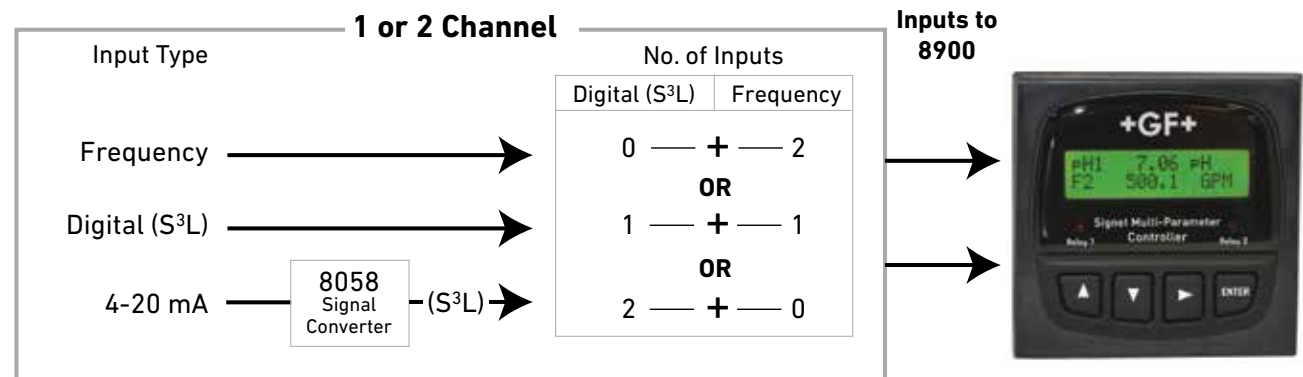 1 or 2 Channel
Inputs to
8900
Input Type
No. of Inputs
Digital (S³L) Frequency
Frequency
0 + 2
OR
Digital (S³L)
1 + 1
OR
4-20 mA
8058
Signal
Converter
(S³L)
2 + 0
+GF+
pH1 7.06 pH
F2 500.1 GPM
Signet Multi-Parameter
Controller
Relay 1
Relay 2
ENTER